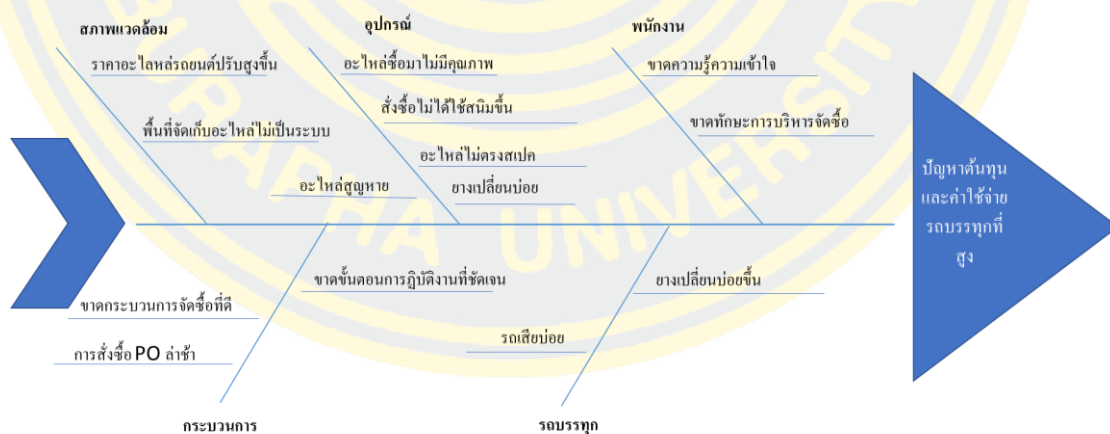 สภาพแวดล้อม
อุปกรณ์
พนักงาน
ราคาอะไลหล่รถยนต์ปรับสูงขึ้น
อะไหล่ซื้อมาไม่มีคุณภาพ
ขาดความรู้ความเข้าใจ
พื้นที่จัดเก็บอะไหล่ไม่เป็นระบบ
สั่งซื้อไม่ได้ใช้สนิมขึ้น
ขาดทักษะการบริหารจัดซื้อ
อะไหล่ไม่ตรงสเปค
อะไหล่สูญหาย
ยางเปลี่ยนบ่อย
ปัญหาต้นทุน
และค่าใช้จ่าย
รถบรรทุกที่
สูง
ขาดขั้นตอนการฏิบัติงานที่ชัดเจน
ยางเปลี่ยนบ่อยขึ้น
ขาดกระบวนการจัดซื้อที่ดี
รถเสียบ่อย
การสั่งซื้อ PO ล่าช้า
กระบวนการ
รถบรรทุก
BURAPHA UNIVERSITY